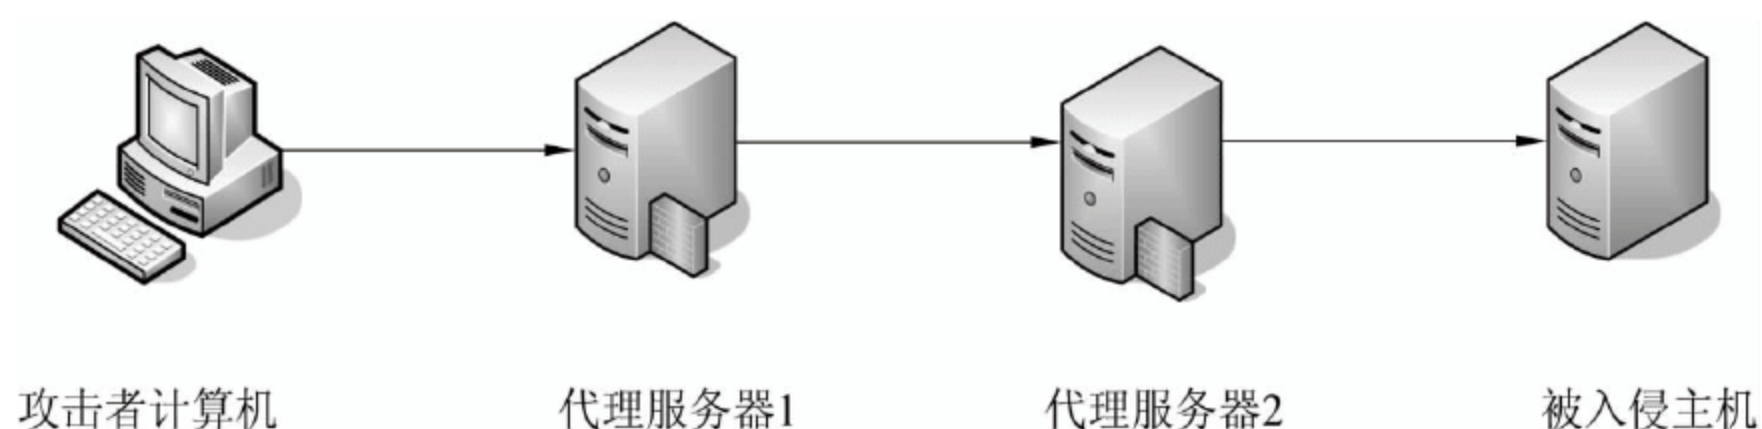 攻击者计算机
代理服务器1
代理服务器2
被入侵主机